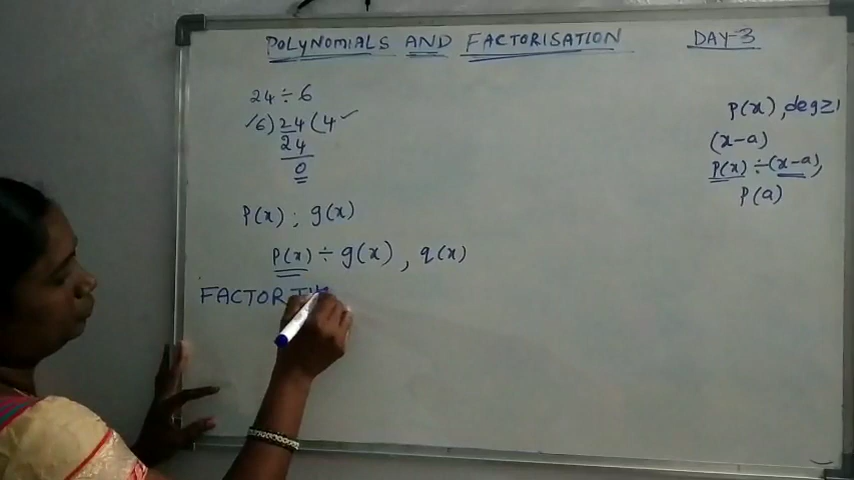 POLYNOMIALS AND FACTORISATION DAY-3
24 ÷ 6
6) 24 (4 ✓
24
0
P(x) ; g(x)
P(x) ÷ g(x) , q(x)
FACTOR
P(x), deg ≥ 1
(x-a)
P(x) ÷ (x-a),
P(a)